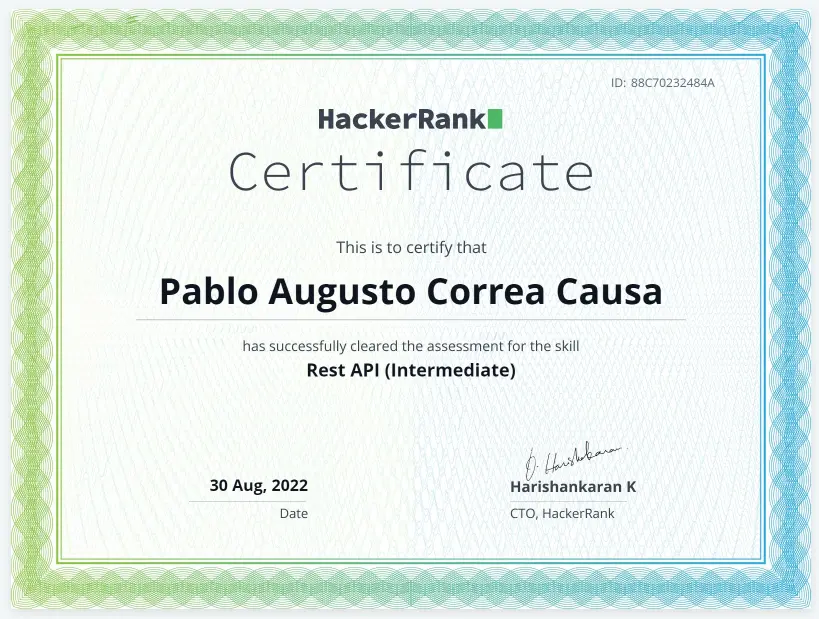 ID: 88C70232484A
HackerRank
Certificate
This is to certify that
Pablo Augusto Correa Causa
has successfully cleared the assessment for the skill
Rest API (Intermediate)
30 Aug, 2022
Date
Harishankaran K
CTO, HackerRank